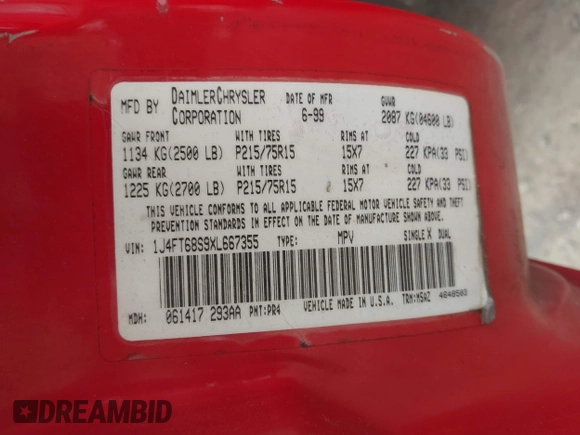 MFD BY DAIMLERCHRYSLER CORPORATION DATE OF MFR 6-99 GVWR 2087 KG(04600 LB)
GAWR FRONT WITH TIRES RIMS AT COLD
1134 KG(2500 LB) P215/75R15 15X7 227 KPA(33 PSI)
GAWR REAR WITH TIRES RIMS AT COLD
1225 KG(2700 LB) P215/75R15 15X7 227 KPA(33 PSI)
THIS VEHICLE CONFORMS TO ALL APPLICABLE FEDERAL MOTOR VEHICLE SAFETY AND THEFT
PREVENTION STANDARDS IN EFFECT ON THE DATE OF MANUFACTURE SHOWN ABOVE.
VIN: 1J4FT68S9XL667355 TYPE: MPV SINGLE X DUAL
MDH: 061417 293AA PNT:PR4 VEHICLE MADE IN U.S.A. TRM:MSAZ 4648503
DREAMBID